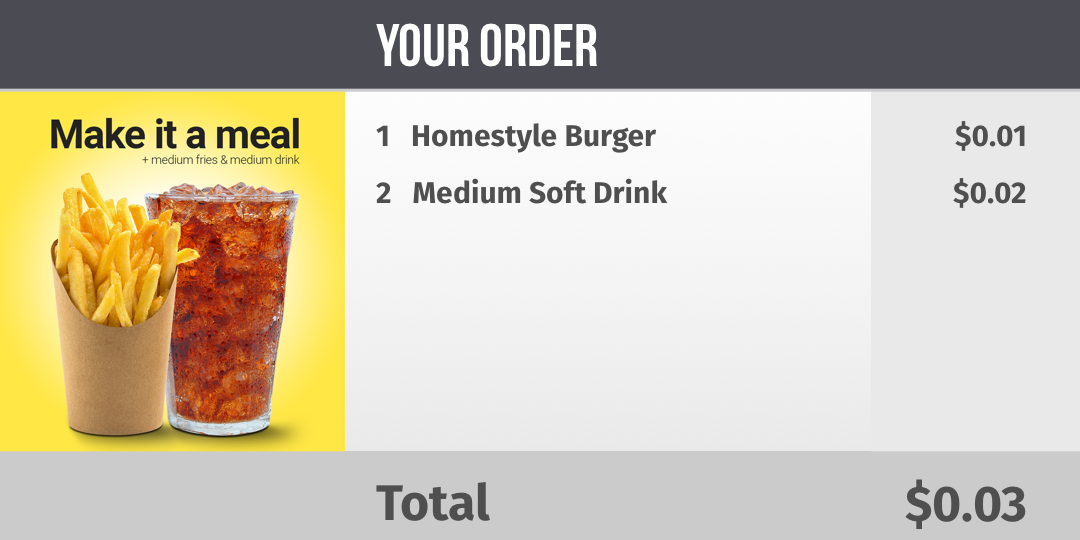 YOUR ORDER
Make it a meal
+ medium fries & medium drink
1 Homestyle Burger $0.01
2 Medium Soft Drink $0.02
Total $0.03